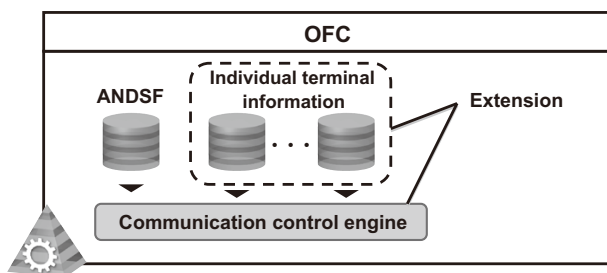 OFC
Individual terminal
information
ANDSF
Extension
Communication control engine